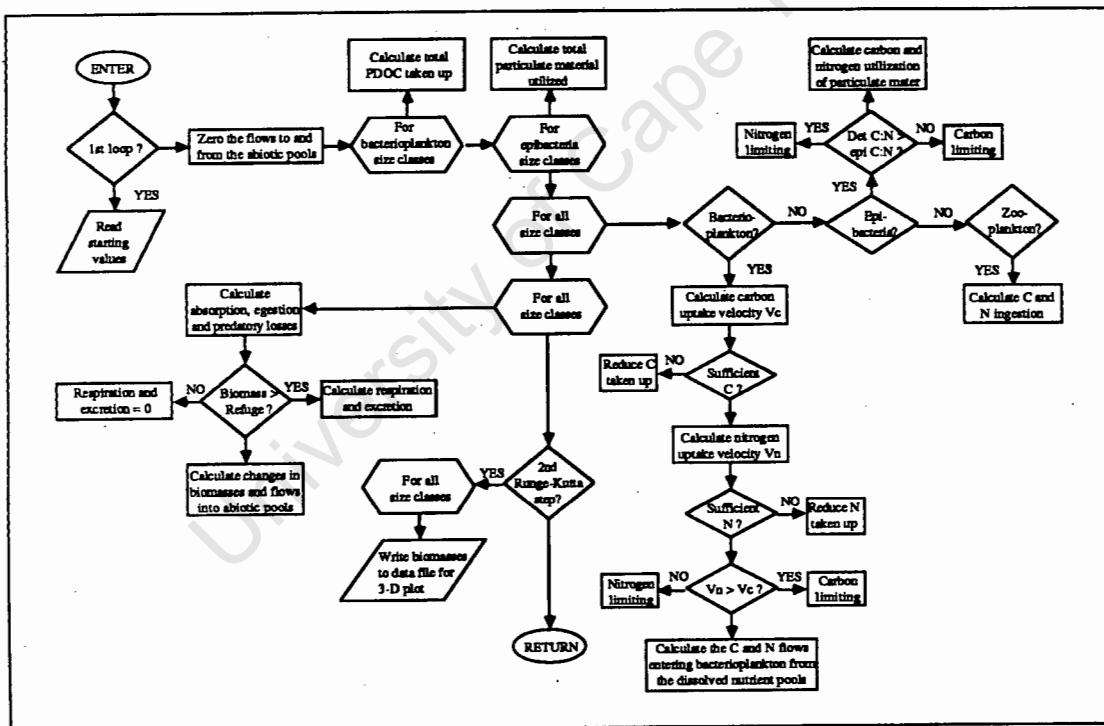 ENTER
1st loop ?
YES
Read
starting
values
Zero the flows to and
from the abiotic pools
Calculate total
PDOC taken up
For
bacterioplankton
size classes
Calculate total
particulate material
utilized
For
epibacteria
size classes
For all
size classes
For all
size classes
Calculate carbon and
nitrogen utilization
of particulate mater
Nitrogen
limiting
YES
Det C:N >
epi C:N ?
NO
Carbon
limiting
YES
Bacterio-
plankton?
NO
Epi-
bacteria?
NO
Zoo-
plankton?
YES
Calculate C and
N ingestion
YES
Calculate carbon
uptake velocity Vc
Reduce C
taken up
NO
Sufficient
C ?
Calculate nitrogen
uptake velocity Vn
Sufficient
N ?
NO
Reduce N
taken up
Nitrogen
limiting
NO
Vn > Vc ?
YES
Carbon
limiting
Calculate the C and N flows
entering bacterioplankton from
the dissolved nutrient pools
Calculate
absorption, egestion
and predatory losses
Respiration and
excretion = 0
NO
Biomass >
Refuge ?
YES
Calculate respiration
and excretion
Calculate changes in
biomasses and flows
into abiotic pools
For all
size classes
YES
2nd
Runge-Kutta
step?
Write biomasses
to data file for
3-D plot
RETURN
University of Cape